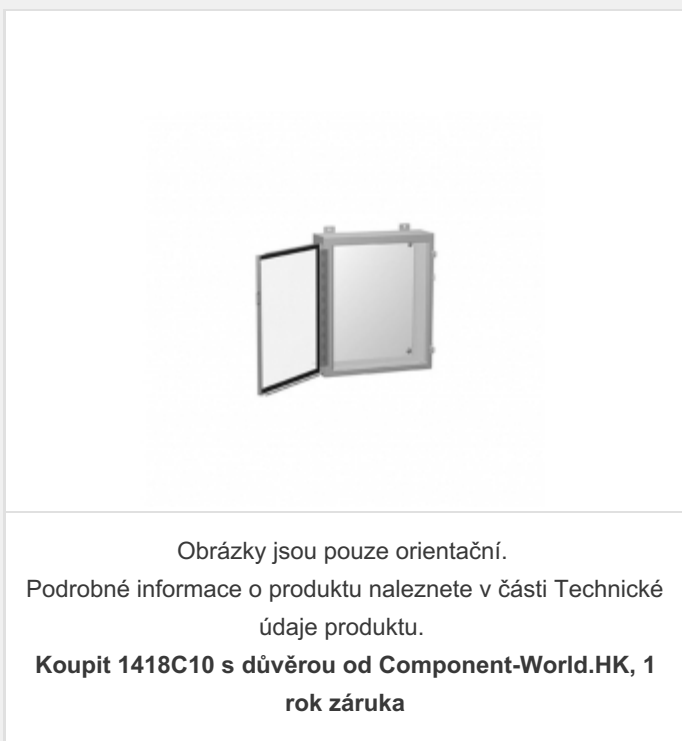 Obrázky jsou pouze orientační.
Podrobné informace o produktu naleznete v části Technické
údaje produktu.
Koupit 1418C10 s důvěrou od Component-World.HK, 1
rok záruka